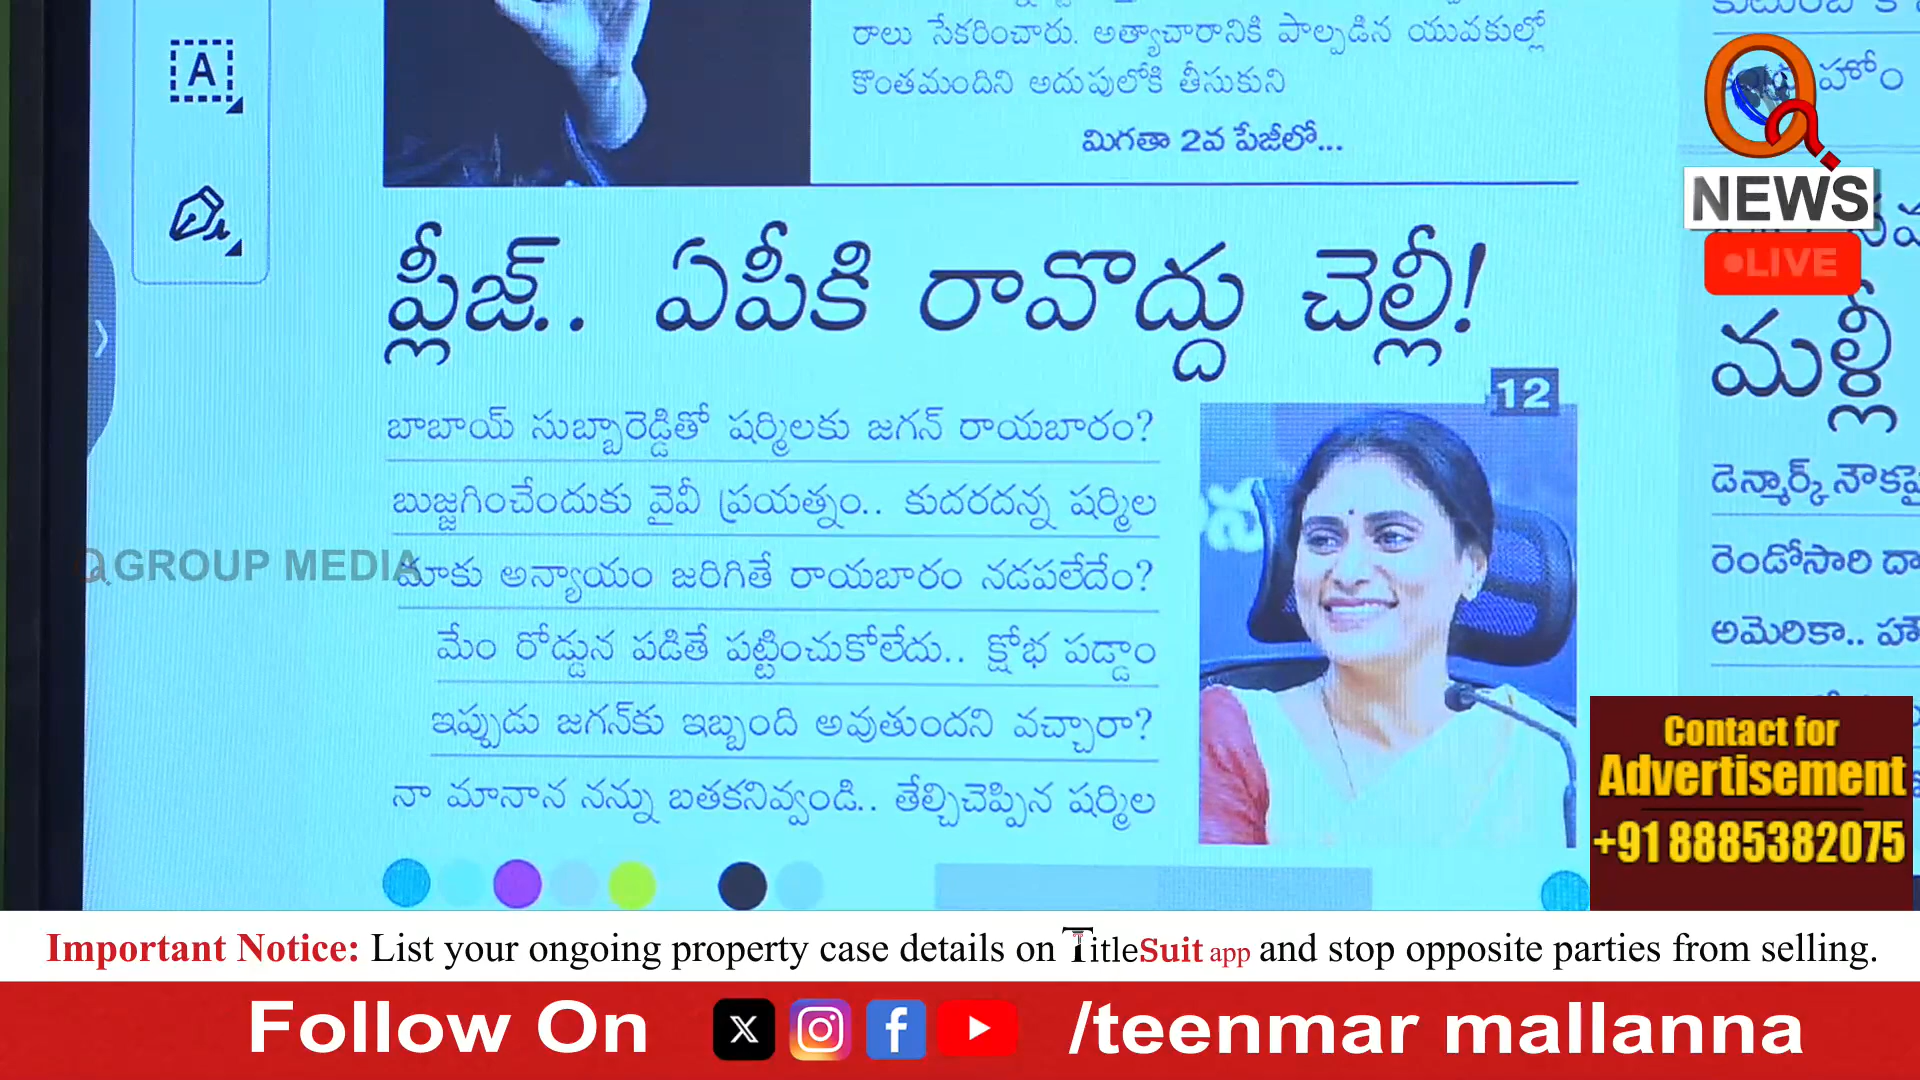 రాలు సేకరించారు. అత్యాచారానికి పాల్పడిన యువకుల్లో
కొంతమందిని అదుపులోకి తీసుకుని
మిగతా 2వ పేజీలో...
A
హోం
NEWS
LIVE
ప్లీజ్.. ఏపీకి రావొద్దు చెల్లీ!
12
బాబాయ్ సుబ్బారెడ్డితో షర్మిలకు జగన్ రాయబారం?
బుజ్జగించేందుకు వైవీ ప్రయత్నం.. కుదరదన్న షర్మిల
మాకు అన్యాయం జరిగితే రాయబారం నడపలేదేం?
మేం రోడ్డున పడితే పట్టించుకోలేదు.. క్షోభ పడ్డాం
ఇప్పుడు జగన్‌కు ఇబ్బంది అవుతుందని వచ్చారా?
నా మానాన నన్ను బతకనివ్వండి.. తేల్చిచెప్పిన షర్మిల
Q GROUP MEDIA
డెన్మార్క్ నౌకపై
రెండోసారి దా
అమెరికా..
Contact for
Advertisement
+91 8885382075
Important Notice: List your ongoing property case details on TitleSuit app and stop opposite parties from selling.
Follow On /teenmar mallanna